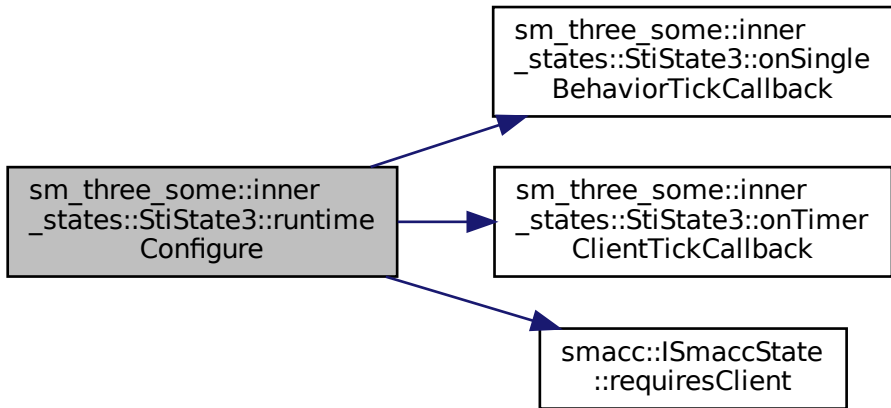 sm_three_some::inner
_states::StiState3::onSingle
BehaviorTickCallback
sm_three_some::inner
_states::StiState3::runtime
Configure
sm_three_some::inner
_states::StiState3::onTimer
ClientTickCallback
smacc::ISmaccState
::requiresClient